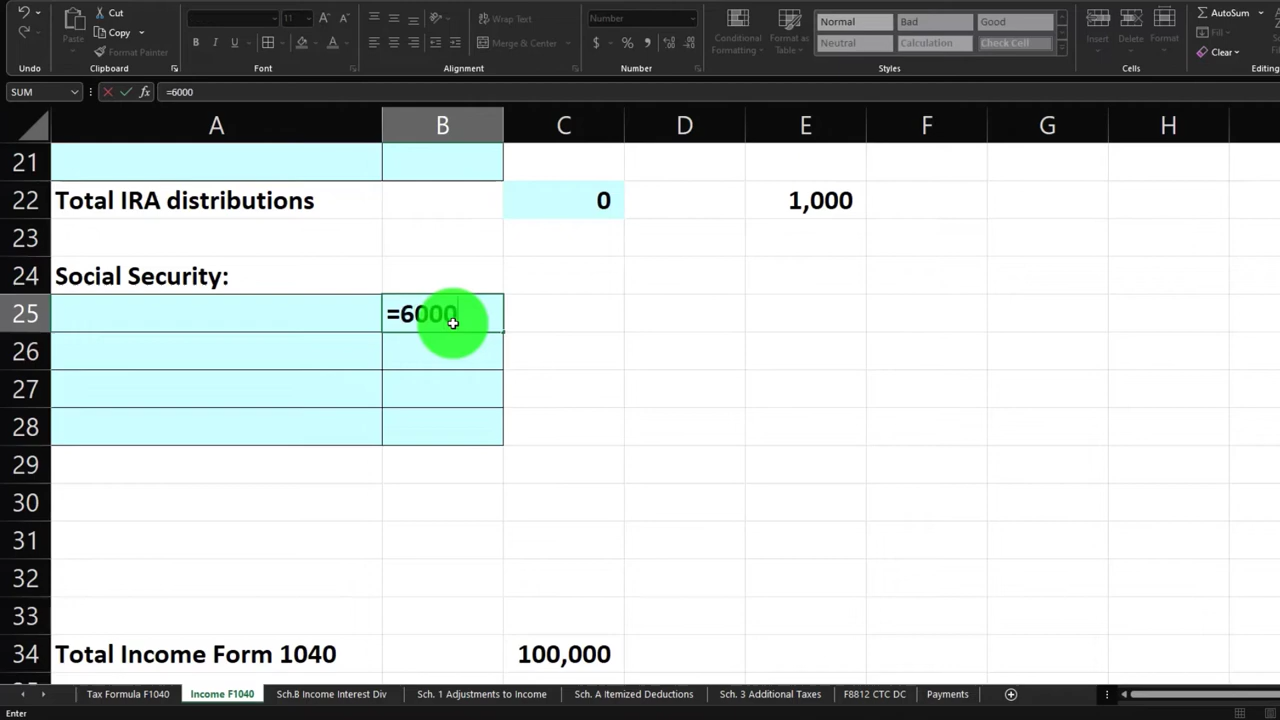 Cut
Number
Normal
Bad
Good
AutoSum
Copy
11
Wrap Text
Paste
Conditional Formatting
Format as Table
Insert
Delete
Format
Fill
Format Painter
B I U
Merge & Center
$ % ,
Neutral
Calculation
Check Cell
Clear
Undo
Clipboard
Font
Alignment
Number
Styles
Cells
Editing
SUM
fx
=6000
A B C D E F G H
21
22 Total IRA distributions 0 1,000
23
24 Social Security:
25 =6000
26
27
28
29
30
31
32
33
34 Total Income Form 1040 100,000
Tax Formula F1040
Income F1040
Sch.B Income Interest Div
Sch. 1 Adjustments to Income
Sch. A Itemized Deductions
Sch. 3 Additional Taxes
F8812 CTC DC
Payments
Enter